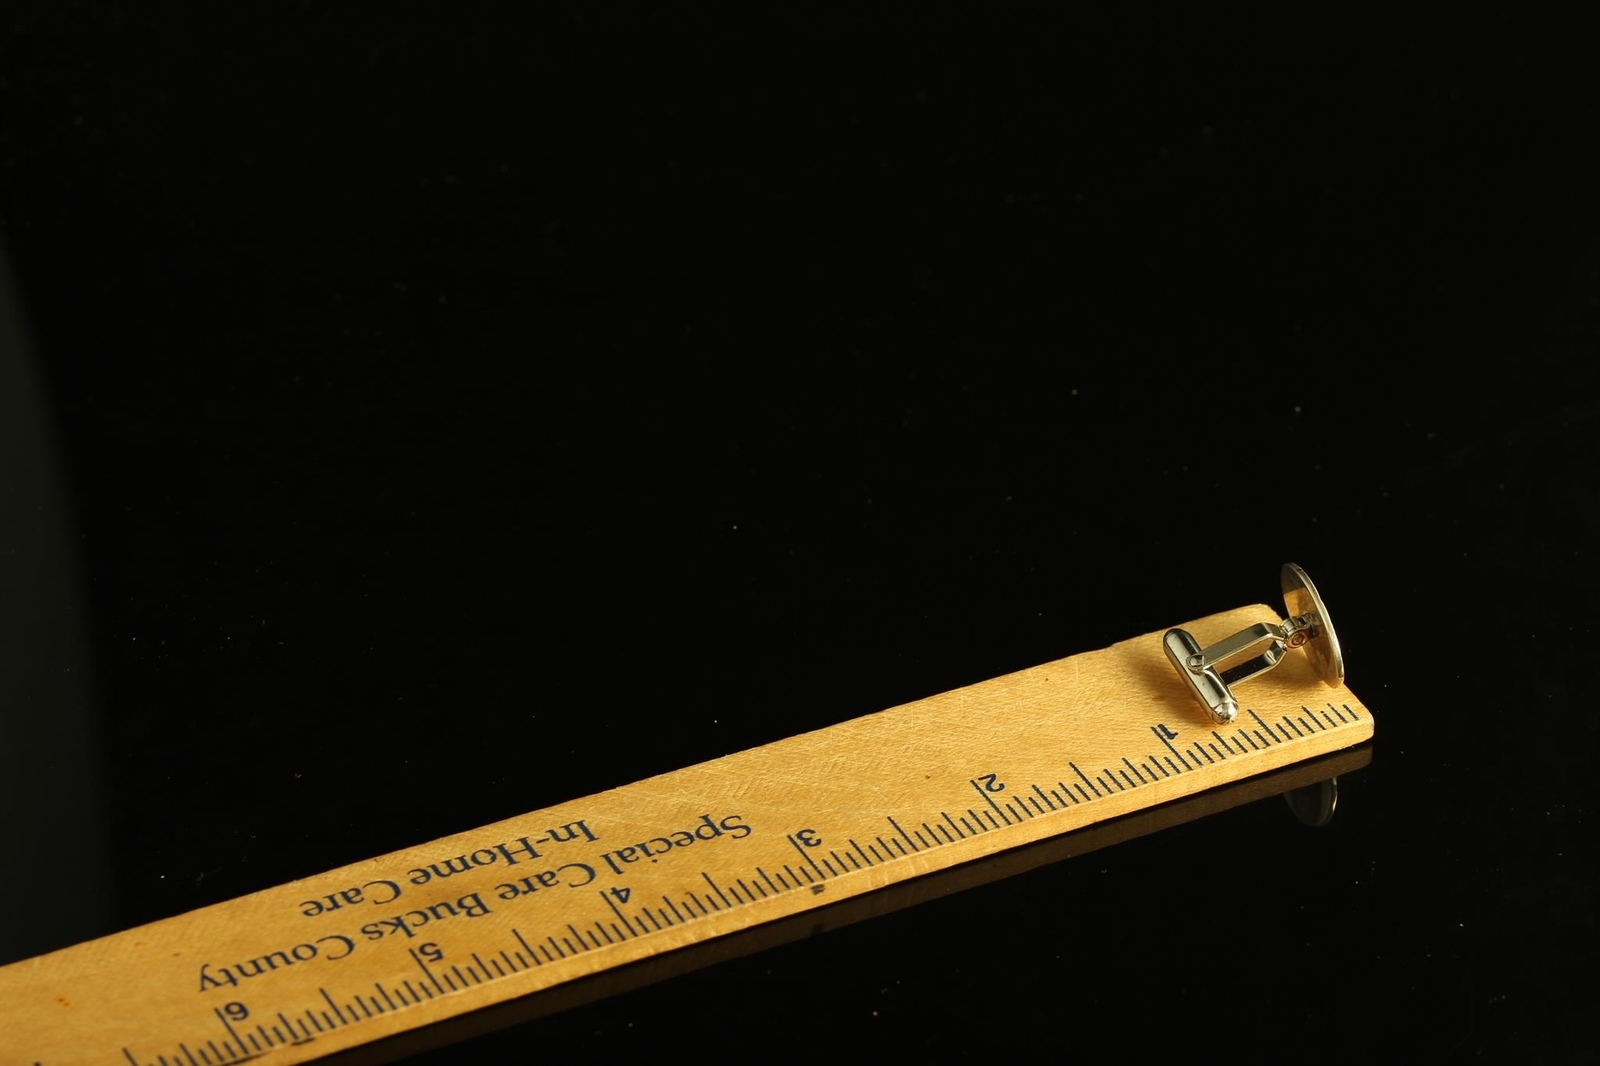 Special Care Bucks County
In-Home Care
1 2 3 4 5 6